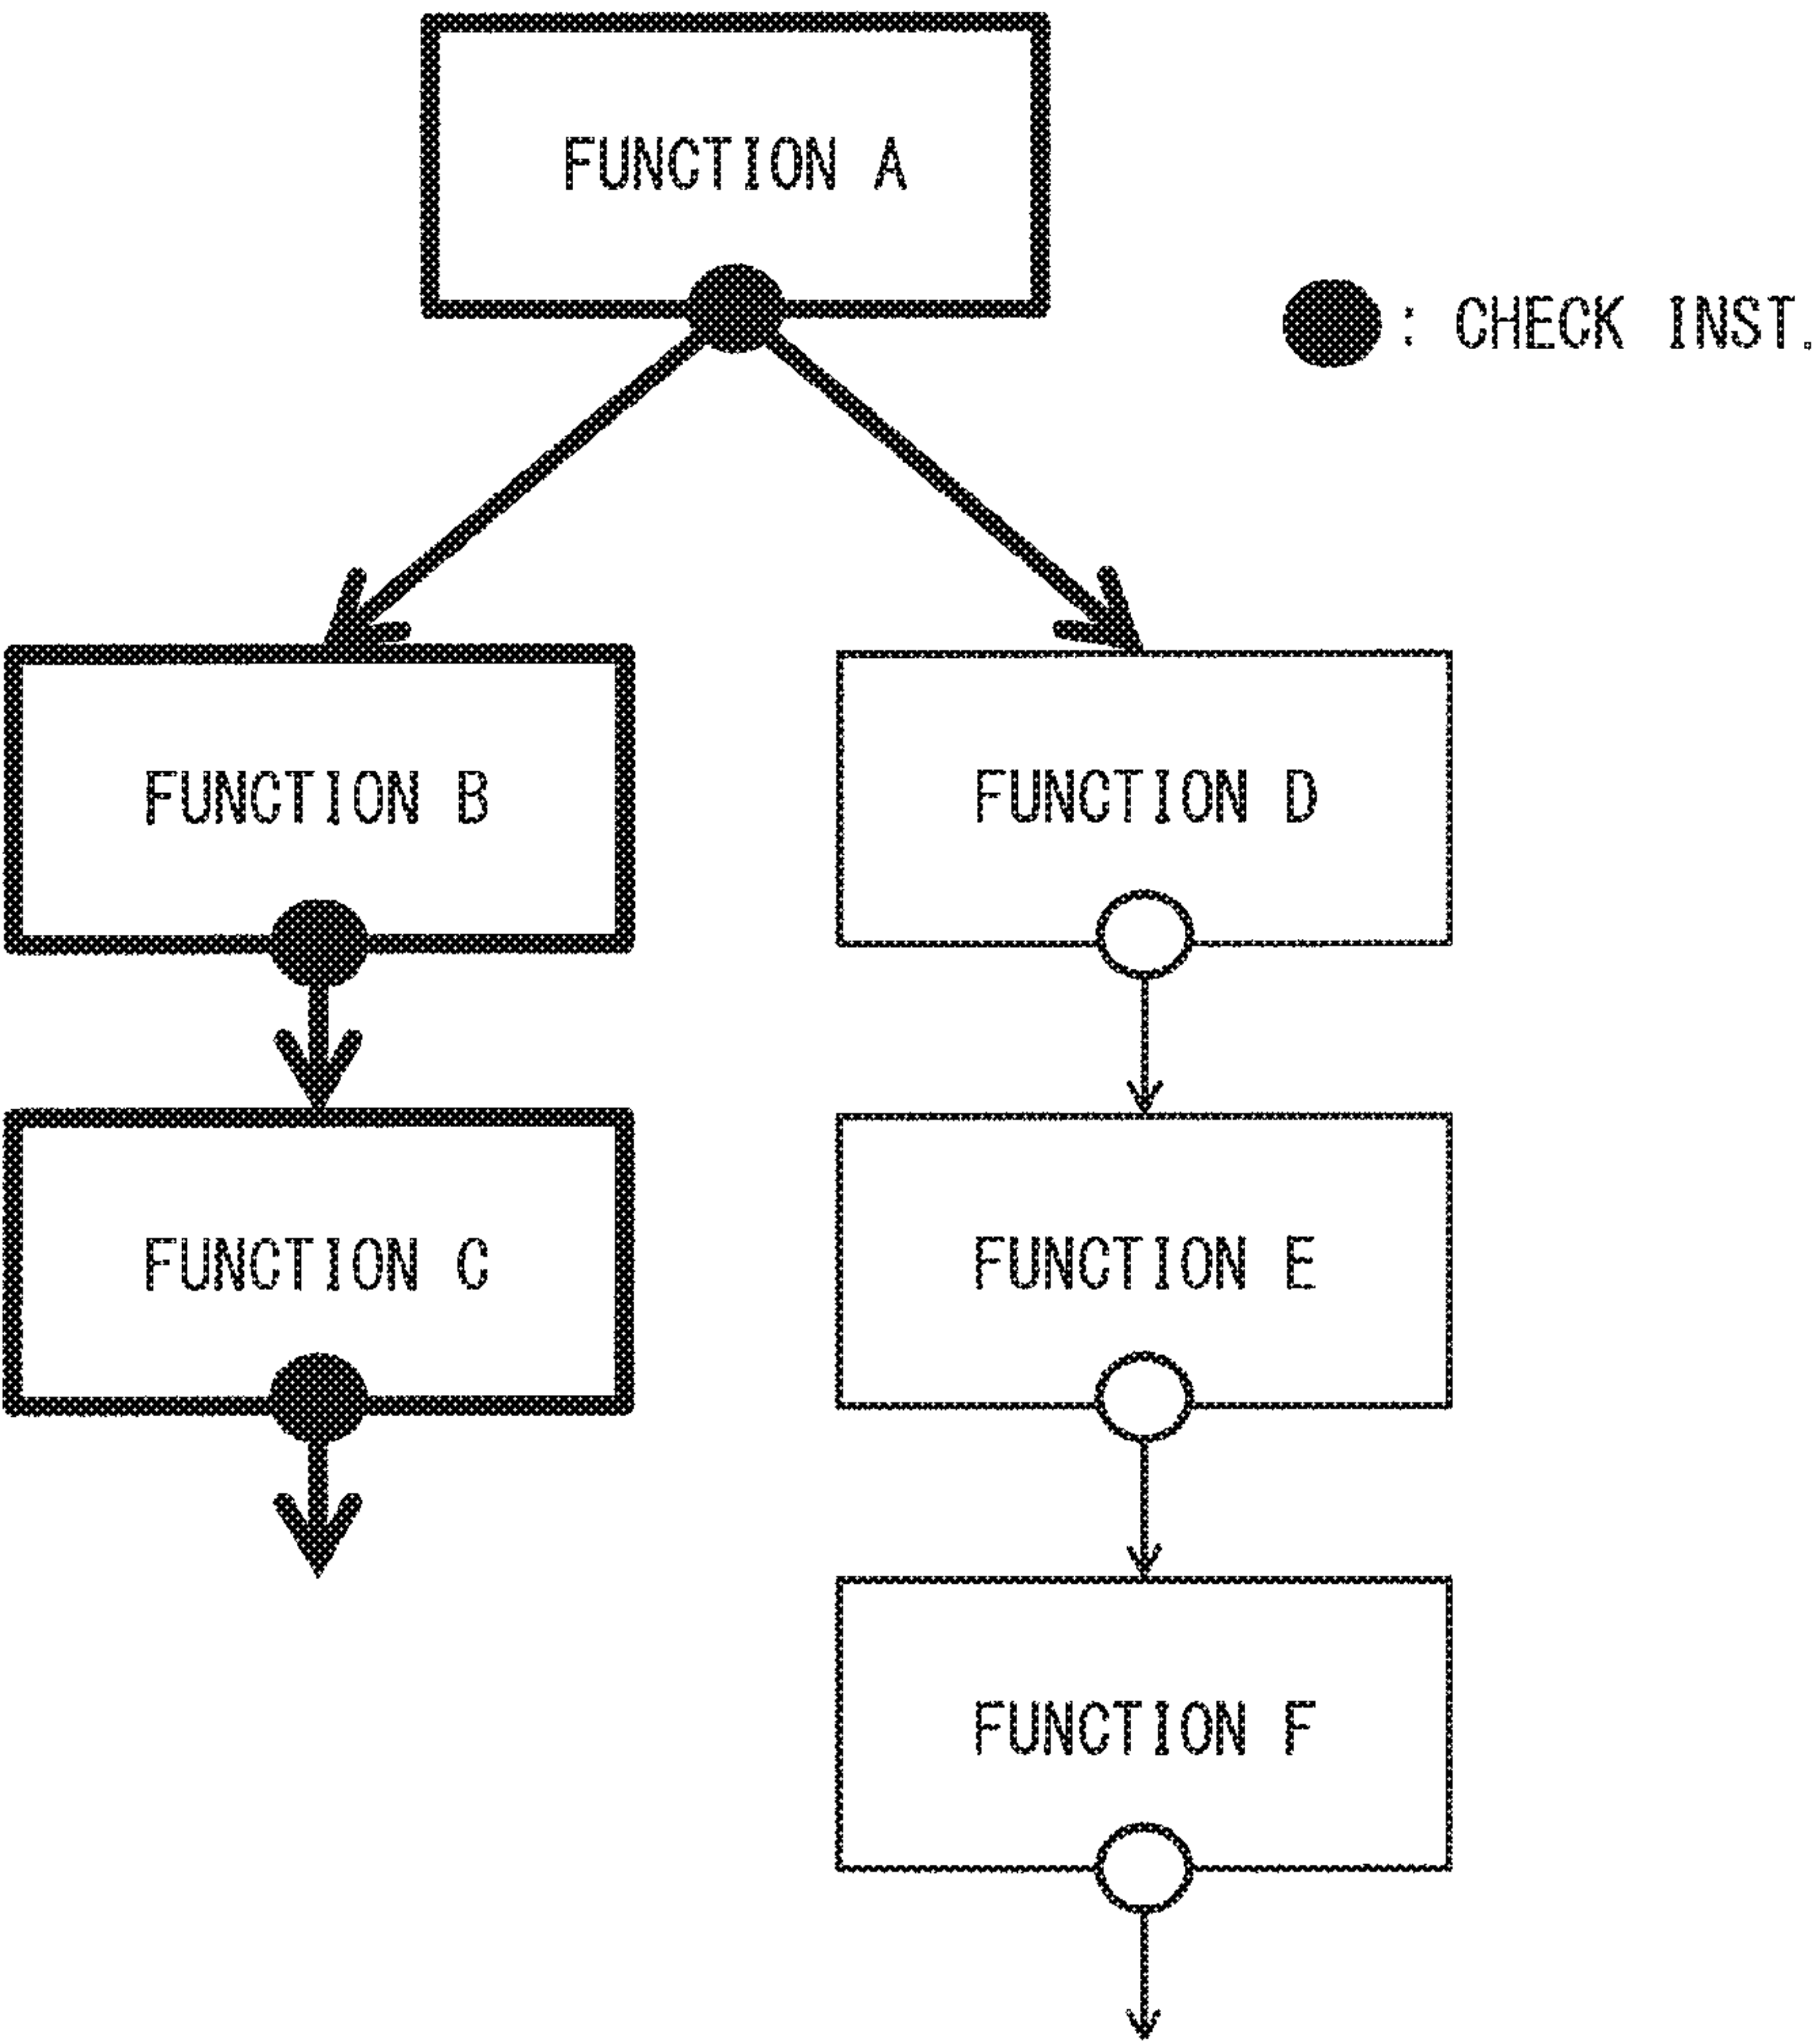 FUNCTION A
: CHECK INST.
FUNCTION B
FUNCTION D
FUNCTION C
FUNCTION E
FUNCTION F